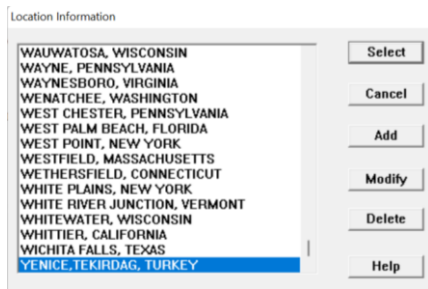 Location Information
WAUWATOSA, WISCONSIN
WAYNE, PENNSYLVANIA
WAYNESBORO, VIRGINIA
WENATCHEE, WASHINGTON
WEST CHESTER, PENNSYLVANIA
WEST PALM BEACH, FLORIDA
WEST POINT, NEW YORK
WESTFIELD, MASSACHUSETTS
WETHERSFIELD, CONNECTICUT
WHITE PLAINS, NEW YORK
WHITE RIVER JUNCTION, VERMONT
WHITEWATER, WISCONSIN
WHITTIER, CALIFORNIA
WICHITA FALLS, TEXAS
YENICE,TEKIRDAG, TURKEY
Select
Cancel
Add
Modify
Delete
Help